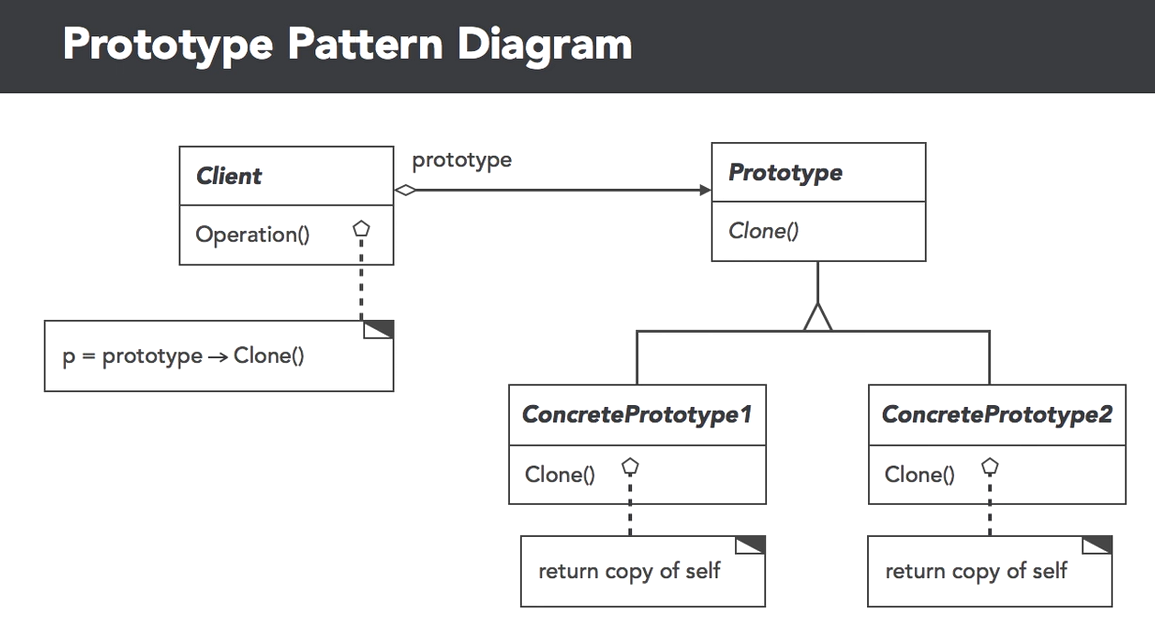 Prototype Pattern Diagram
Client
prototype
Prototype
Operation()
Clone()
p = prototype → Clone()
ConcretePrototype1
ConcretePrototype2
Clone()
Clone()
return copy of self
return copy of self